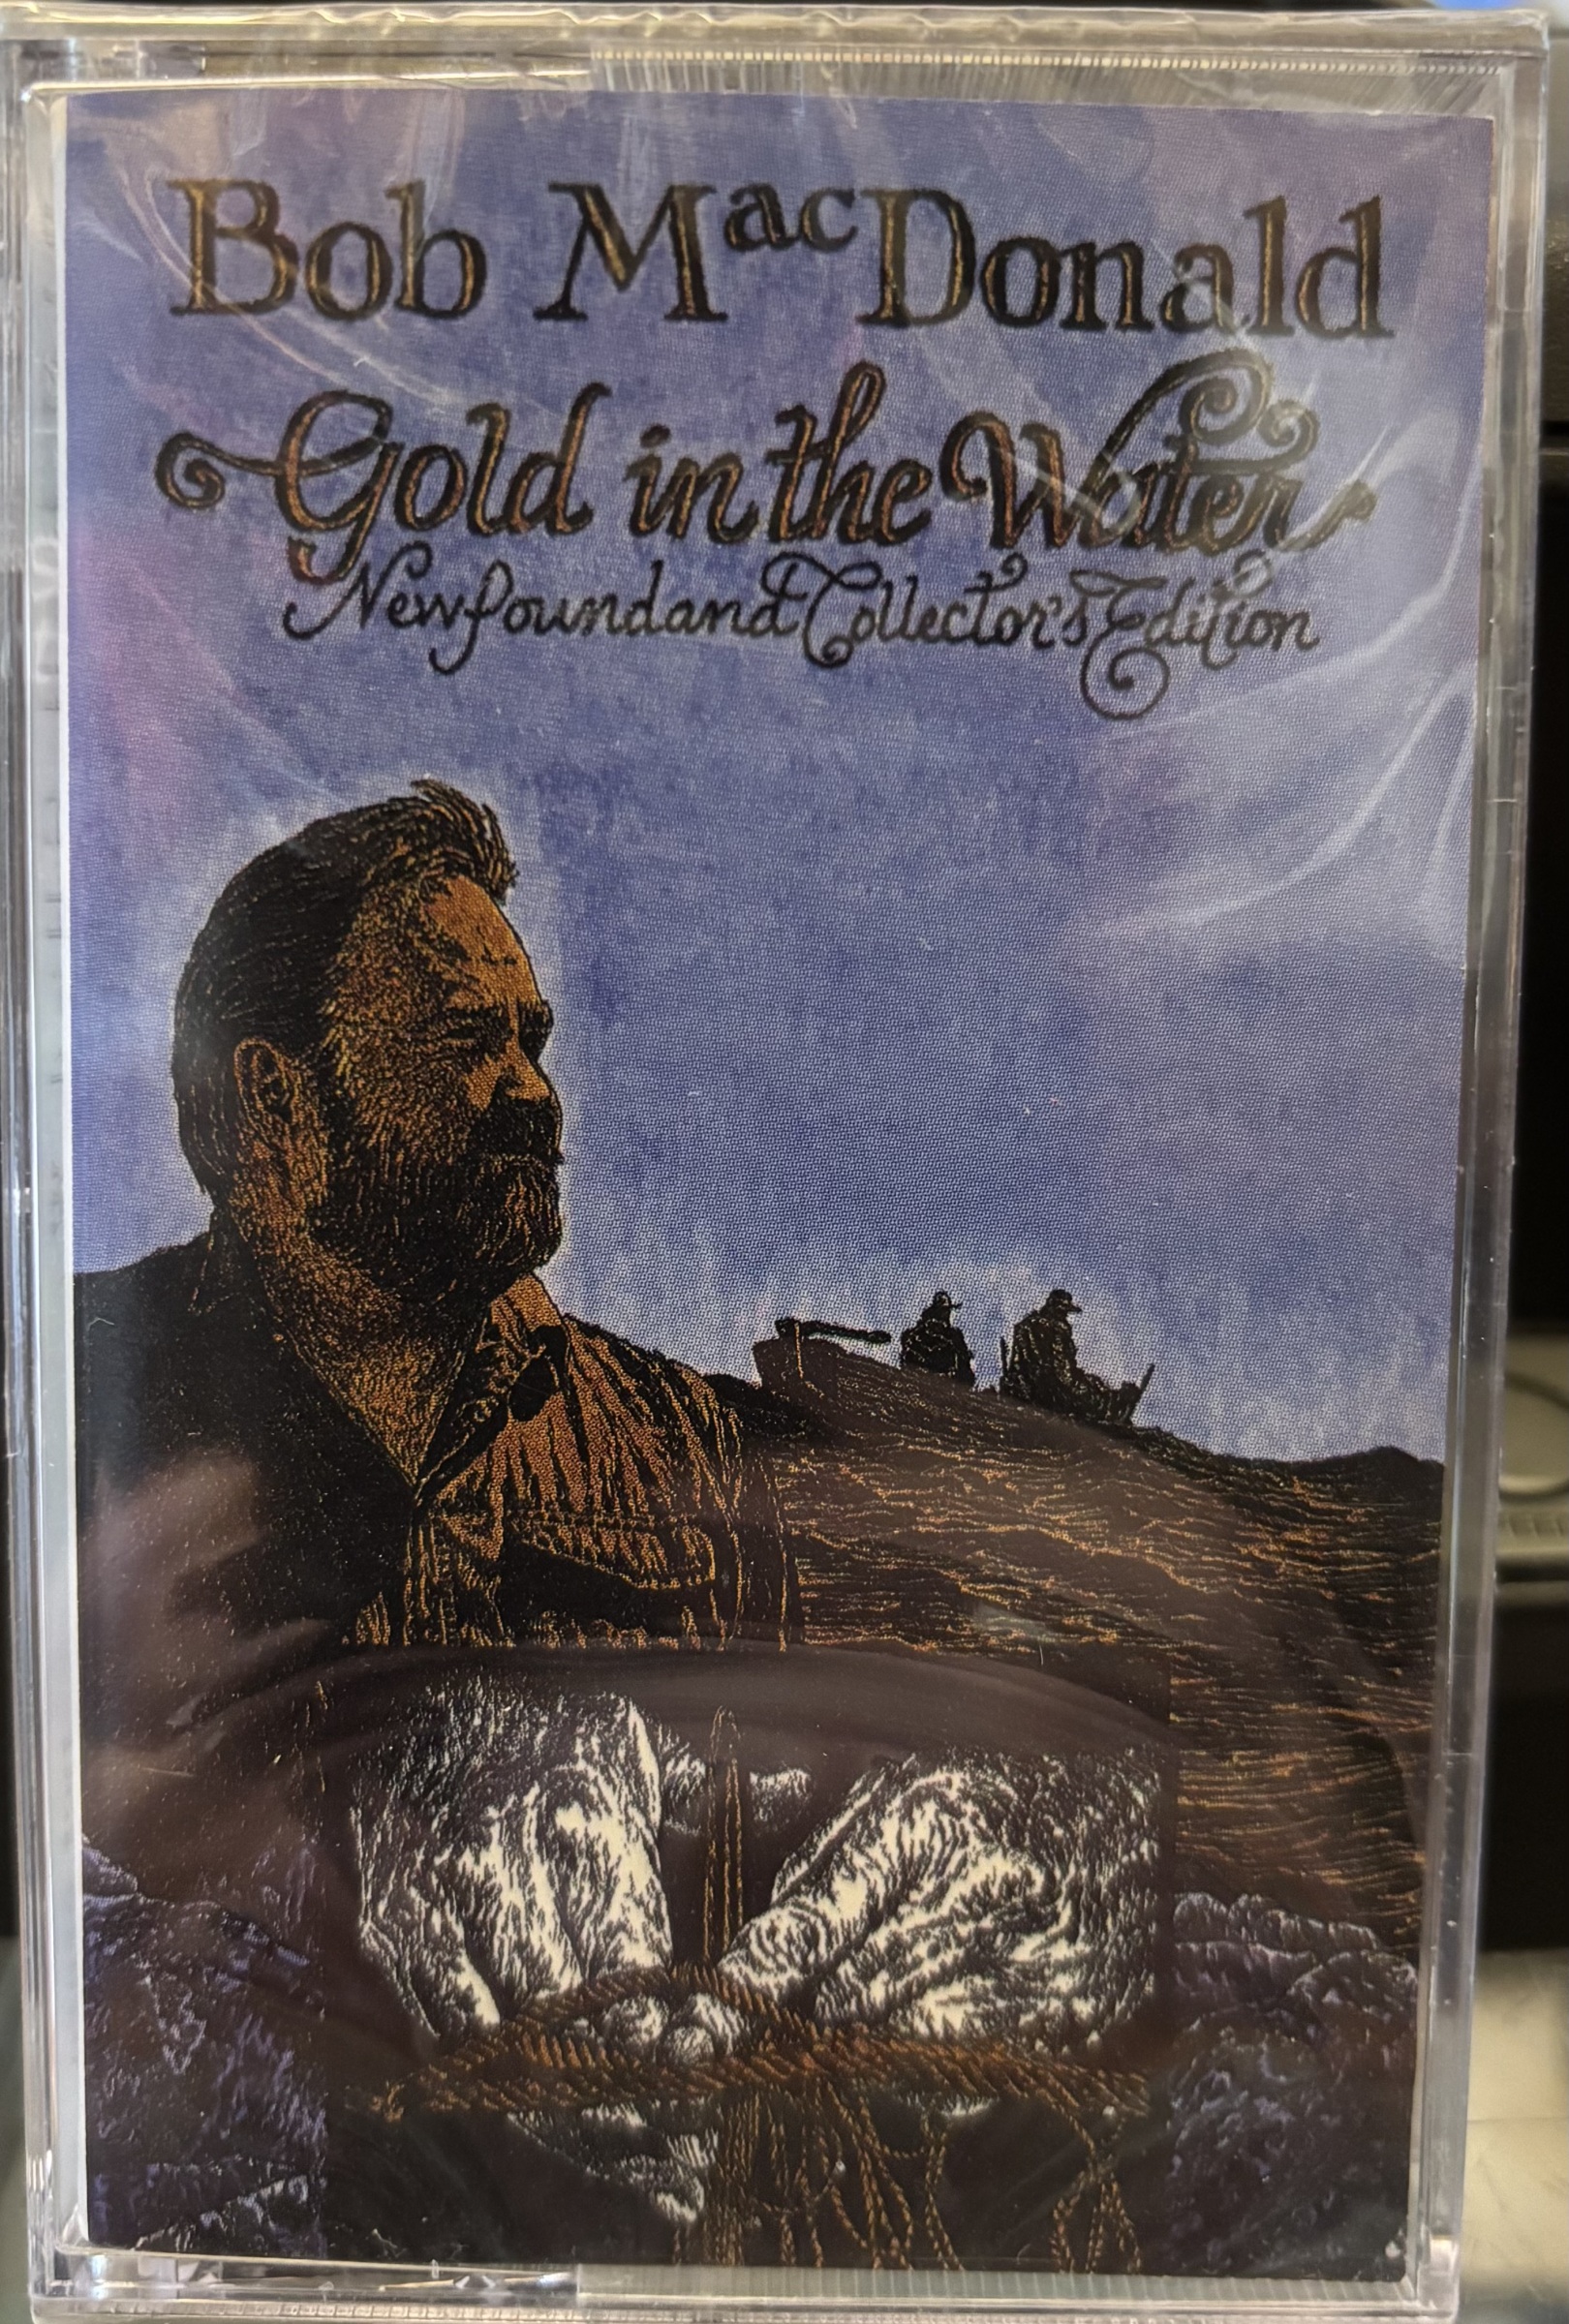 Bob MacDonald
Gold in the Water
Newfoundand Collector's Edition